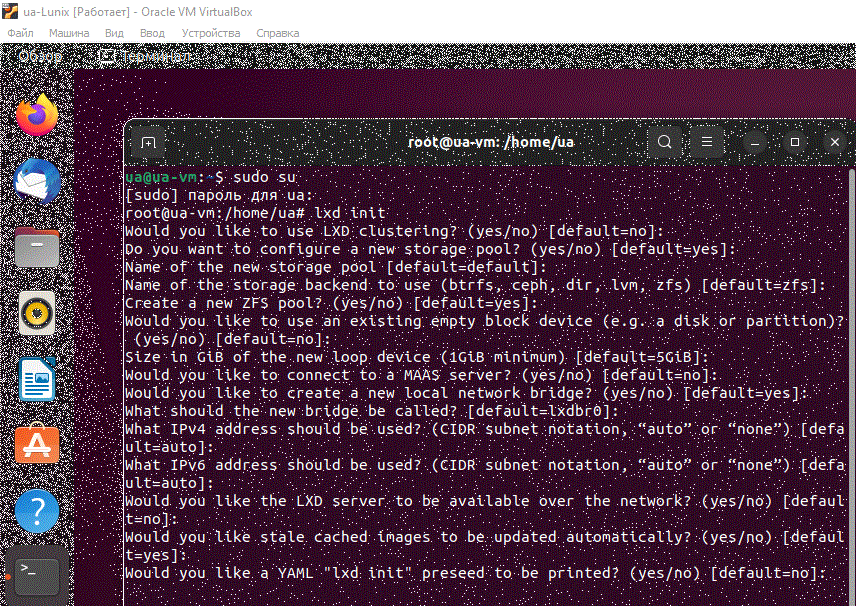 ua-Lunix [Работает] - Oracle VM VirtualBox
Файл Машина Вид Ввод Устройства Справка
Обзор Терминал
root@ua-vm: /home/ua
ua@ua-vm:~$ sudo su
[sudo] пароль для ua:
root@ua-vm:/home/ua# lxd init
Would you like to use LXD clustering? (yes/no) [default=no]:
Do you want to configure a new storage pool? (yes/no) [default=yes]:
Name of the new storage pool [default=default]:
Name of the storage backend to use (btrfs, ceph, dir, lvm, zfs) [default=zfs]:
Create a new ZFS pool? (yes/no) [default=yes]:
Would you like to use an existing empty block device (e.g. a disk or partition)?
(yes/no) [default=no]:
Size in GiB of the new loop device (1GiB minimum) [default=5GiB]:
Would you like to connect to a MAAS server? (yes/no) [default=no]:
Would you like to create a new local network bridge? (yes/no) [default=yes]:
What should the new bridge be called? [default=lxdbr0]:
What IPv4 address should be used? (CIDR subnet notation, “auto” or “none”) [defa
ult=auto]:
What IPv6 address should be used? (CIDR subnet notation, “auto” or “none”) [defa
ult=auto]:
Would you like the LXD server to be available over the network? (yes/no) [defaul
t=no]:
Would you like stale cached images to be updated automatically? (yes/no) [defaul
t=yes]:
Would you like a YAML "lxd init" preseed to be printed? (yes/no) [default=no]: